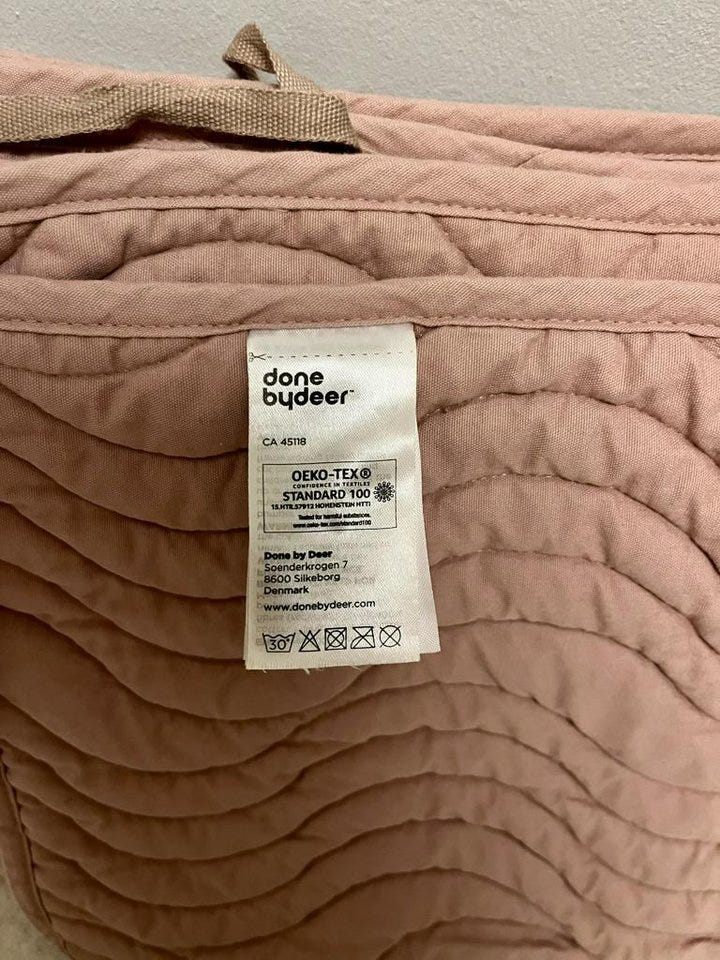 done
bydeer™
CA 45118
OEKO-TEX®
CONFIDENCE IN TEXTILES
STANDARD 100
15.HTR.57912 HOHENSTEIN HTTI
Tested for harmful substances.
www.oeko-tex.com/standard100
Done by Deer
Soenderkrogen 7
8600 Silkeborg
Denmark
www.donebydeer.com
30°